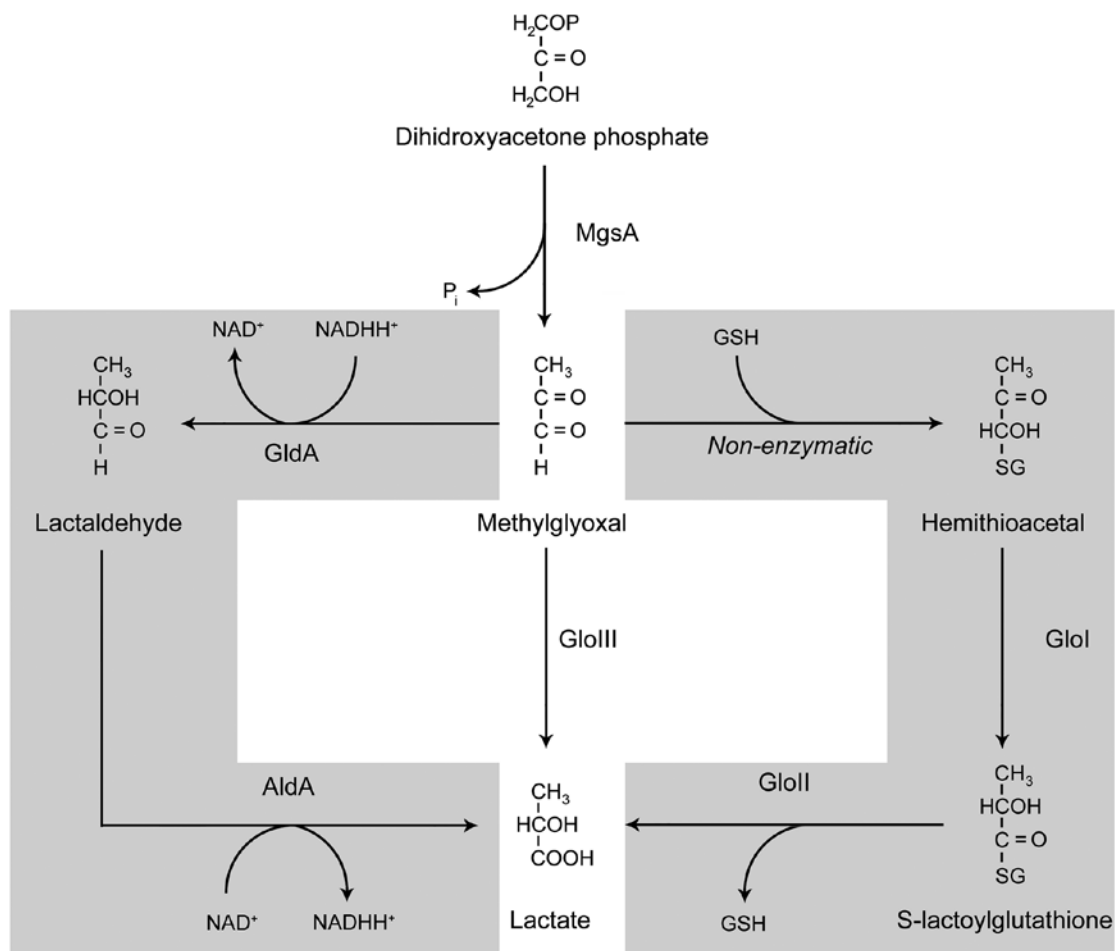 H₂COP
C = O
H₂COH
Dihidroxyacetone phosphate
MgsA
Pᵢ
NAD⁺ NADHH⁺
GSH
CH₃
HCOH
C = O
H
GldA
CH₃
C = O
C = O
H
Non-enzymatic
CH₃
C = O
HCOH
SG
Lactaldehyde
Methylglyoxal
Hemithioacetal
GloIII
GloI
AldA
GloII
CH₃
HCOH
COOH
CH₃
HCOH
C = O
SG
NAD⁺ NADHH⁺
Lactate
GSH
S-lactoylglutathione